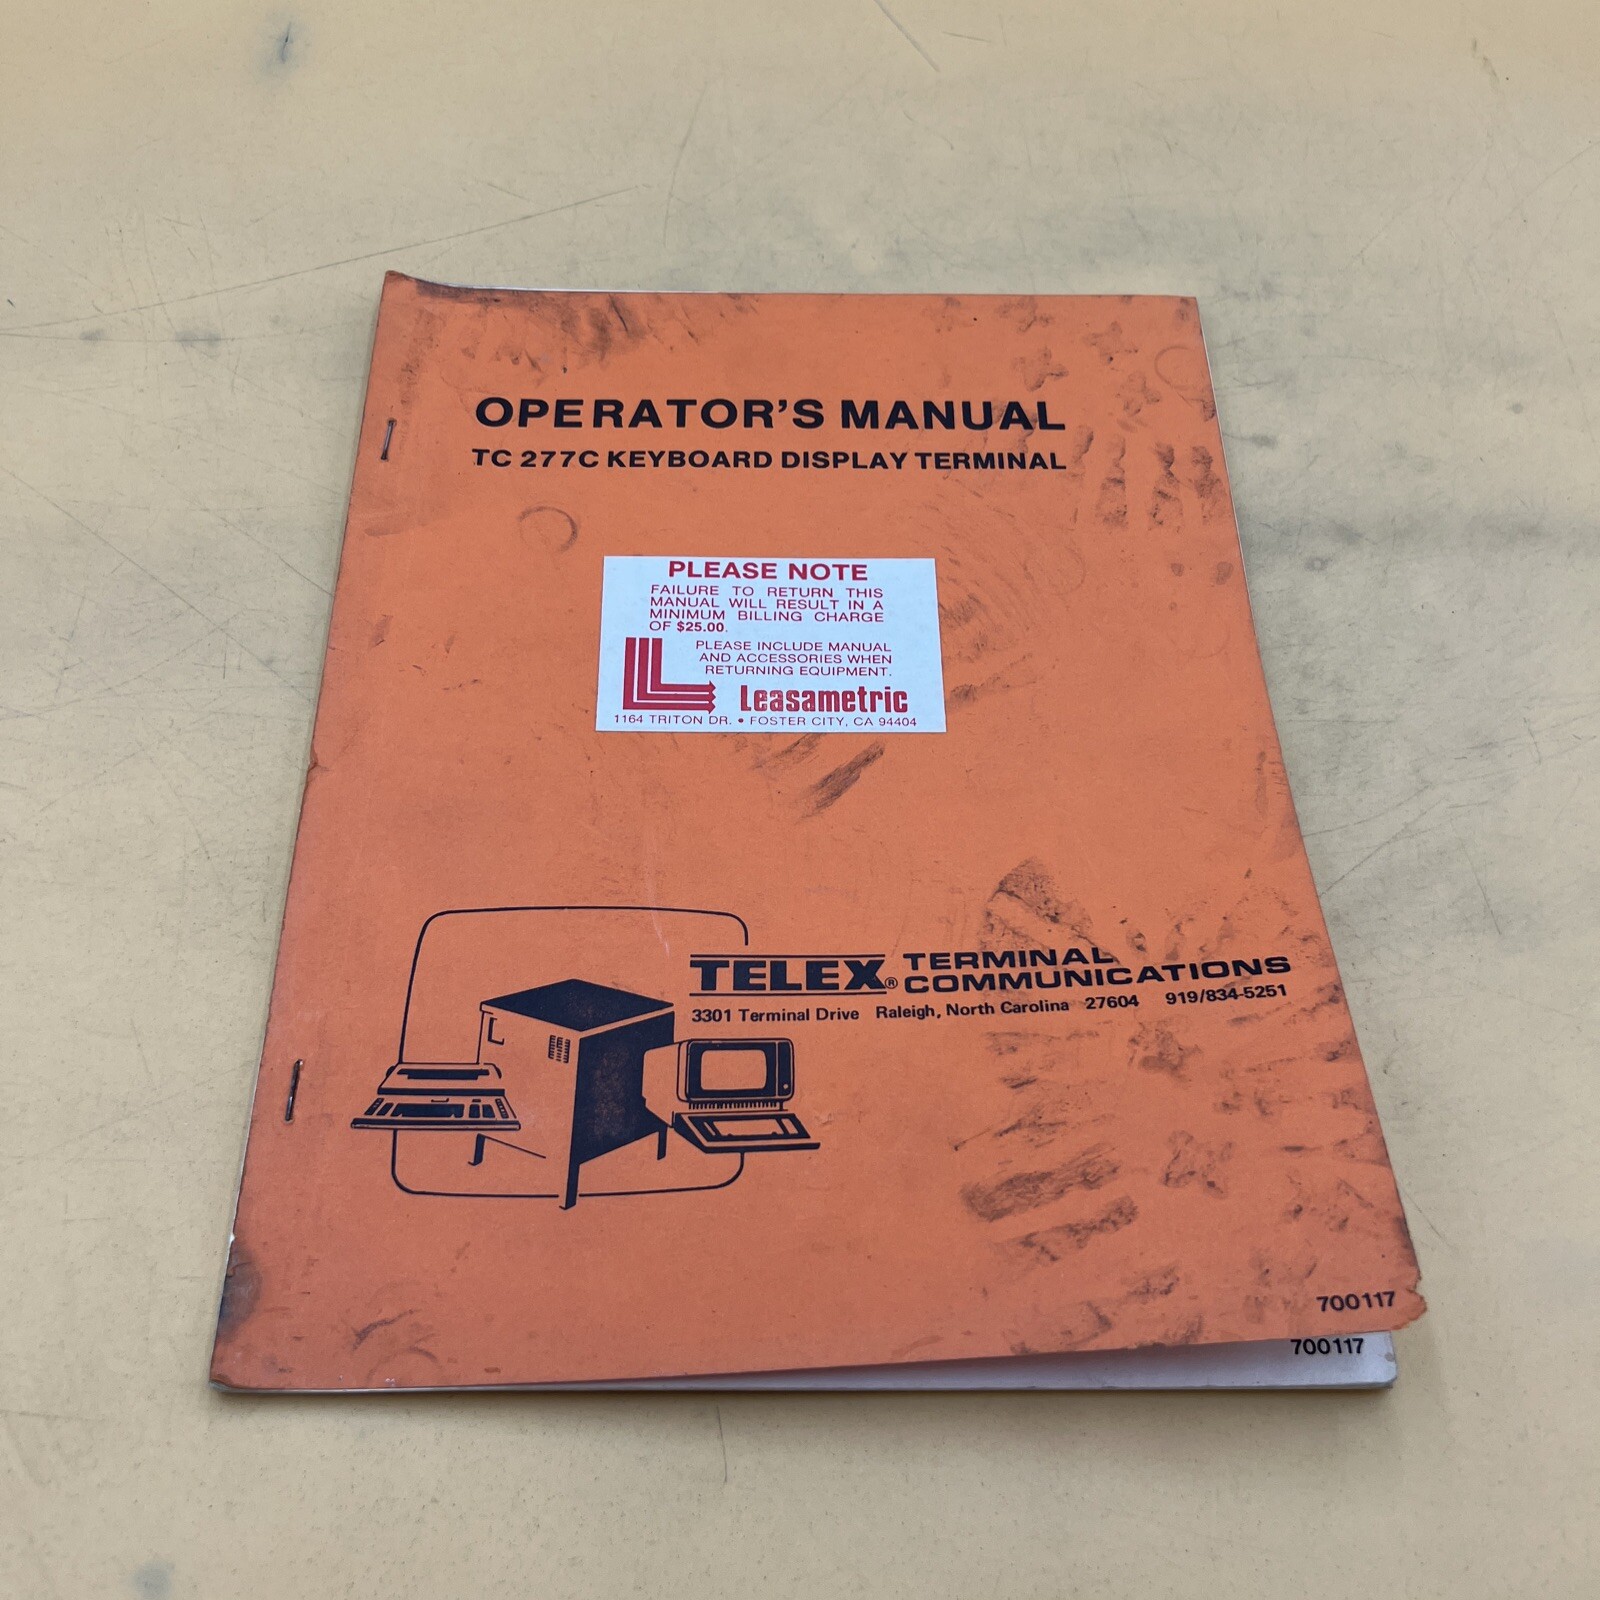 OPERATOR'S MANUAL
TC 277C KEYBOARD DISPLAY TERMINAL
PLEASE NOTE
FAILURE TO RETURN THIS
MANUAL WILL RESULT IN A
MINIMUM BILLING CHARGE
OF $25.00.
PLEASE INCLUDE MANUAL
AND ACCESSORIES WHEN
RETURNING EQUIPMENT.
Leasametric
1164 TRITON DR. • FOSTER CITY, CA 94404
TELEX® TERMINAL
COMMUNICATIONS
3301 Terminal Drive Raleigh, North Carolina 27604 919/834-5251
700117
700117